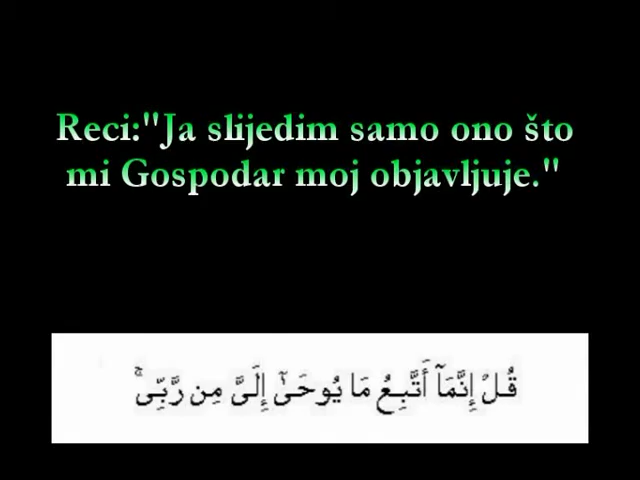 Reci:"Ja slijedim samo ono što
mi Gospodar moj objavljuje."
قُلْ إِنَّمَآ أَتَّبِعُ مَا يُوحَىٰٓ إِلَىَّ مِن رَّبِّى ۚ